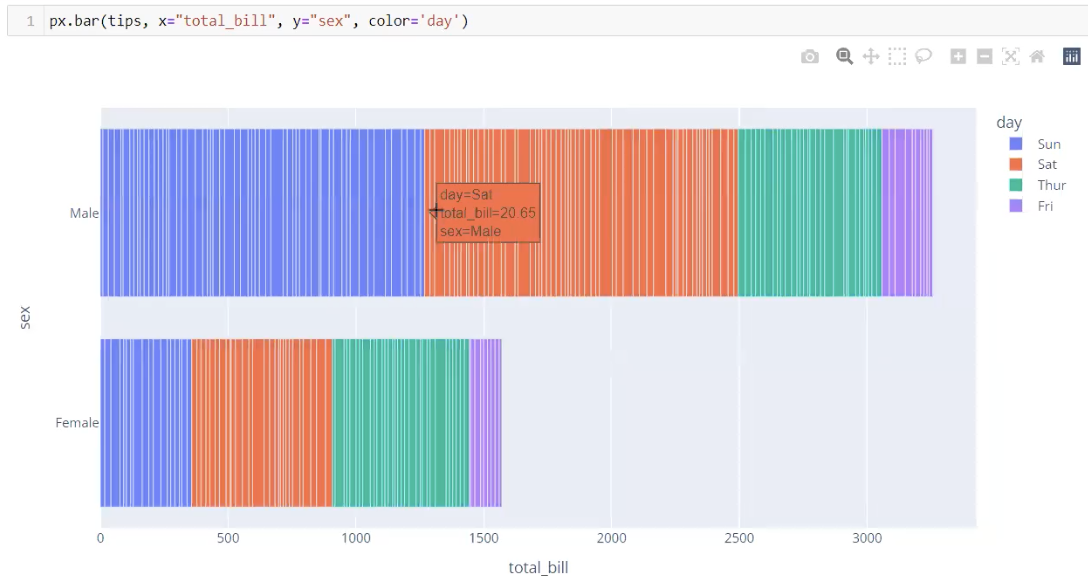 1 px.bar(tips, x="total_bill", y="sex", color='day')
day
Sun
Sat
Thur
Fri
Male
day=Sat
total_bill=20.65
sex=Male
sex
Female
0 500 1000 1500 2000 2500 3000
total_bill